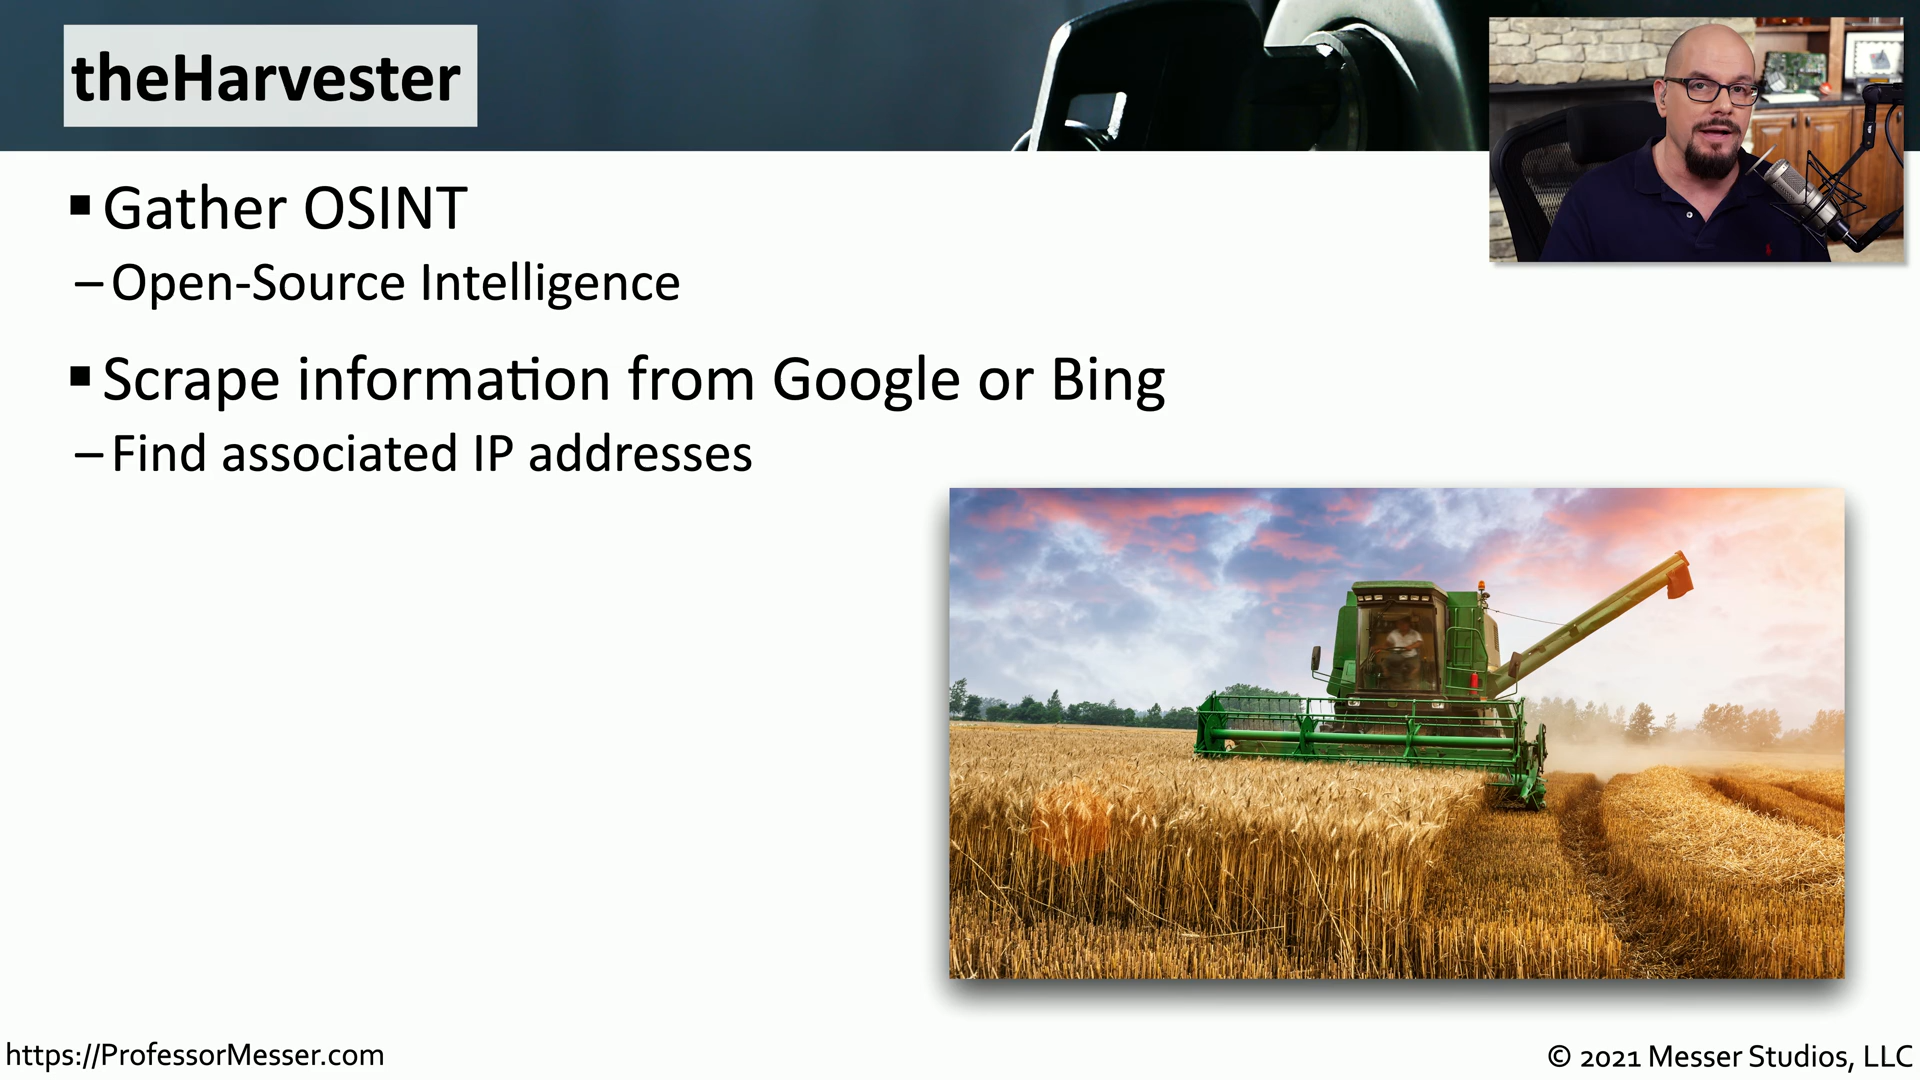 theHarvester
▪ Gather OSINT
– Open-Source Intelligence
▪ Scrape information from Google or Bing
– Find associated IP addresses
https://ProfessorMesser.com
© 2021 Messer Studios, LLC